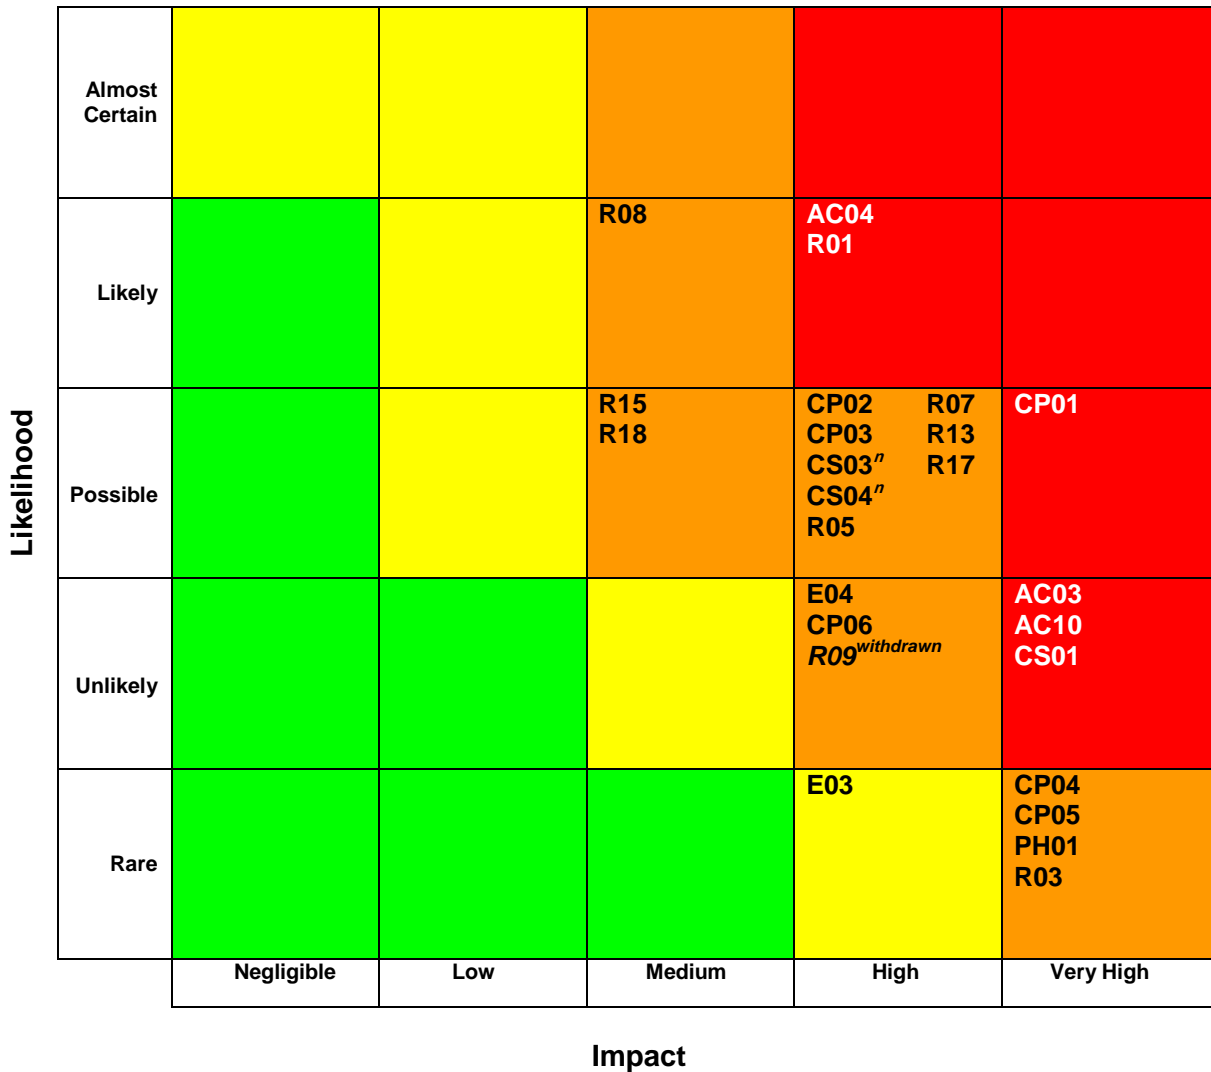 Almost
Certain
Likelihood
Likely
R08
AC04
R01
Possible
R15
R18
CP02 R07
CP03 R13
CS03ⁿ R17
CS04ⁿ
R05
CP01
Unlikely
E04
CP06
R09withdrawn
AC03
AC10
CS01
Rare
E03
CP04
CP05
PH01
R03
Negligible Low Medium High Very High
Impact